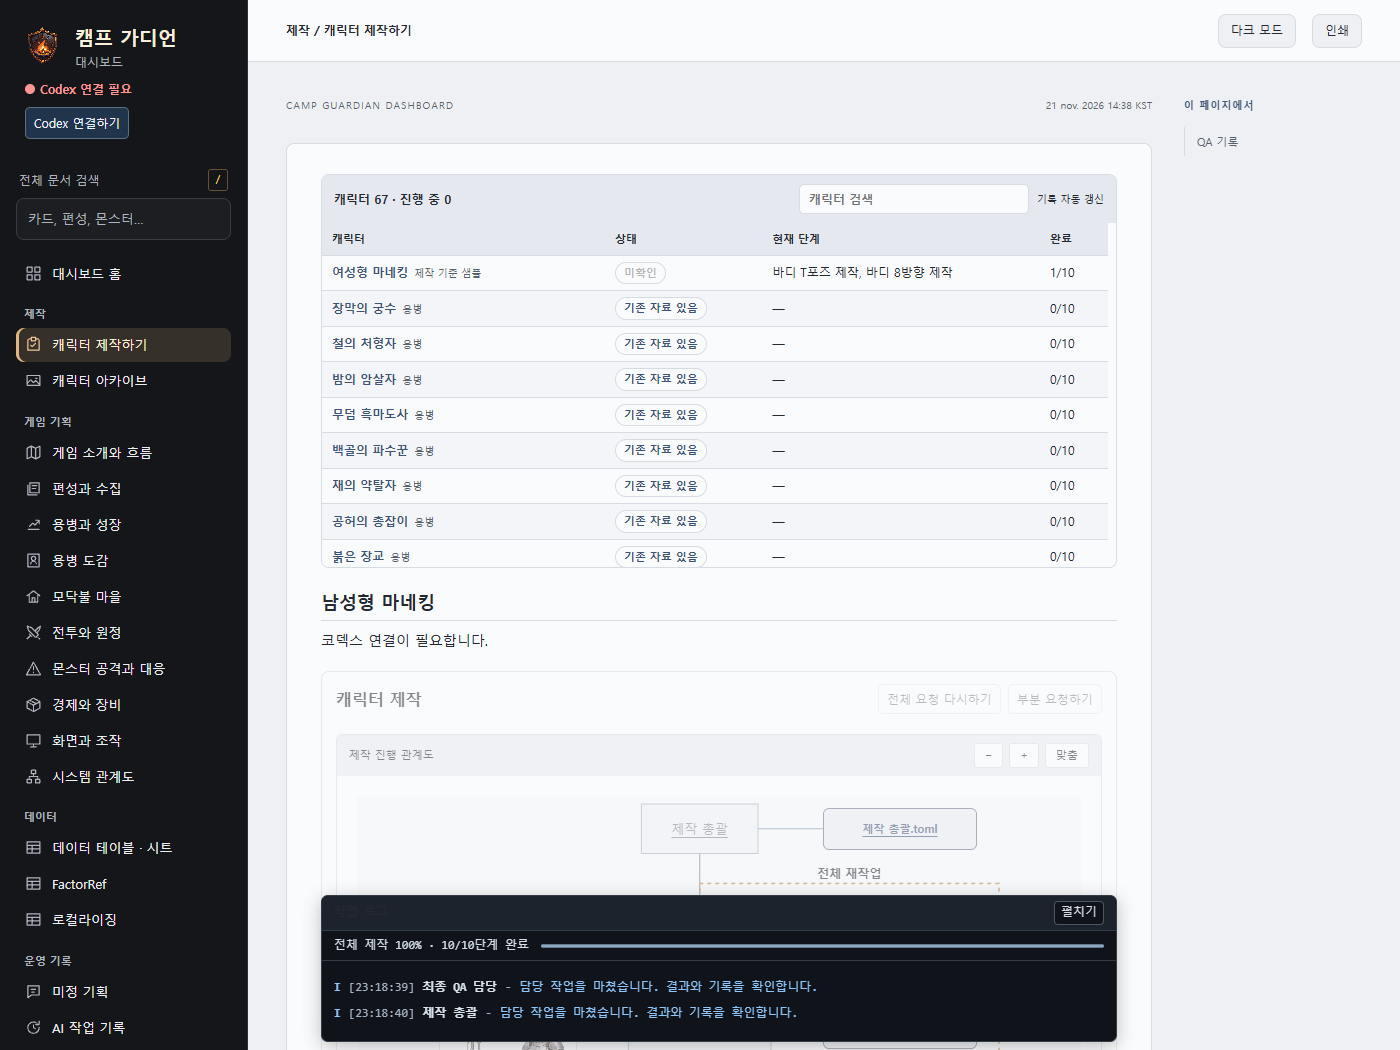 캠프 가디언
대시보드
Codex 연결 필요
Codex 연결하기
전체 문서 검색 /
카드, 편성, 몬스터...
대시보드 홈
제작
캐릭터 제작하기
캐릭터 아카이브
게임 기획
게임 소개와 흐름
편성과 수집
용병과 성장
용병 도감
모닥불 마을
전투와 원정
몬스터 공격과 대응
경제와 장비
화면과 조작
시스템 관계도
데이터
데이터 테이블 · 시트
FactorRef
로컬라이징
운영 기록
미정 기획
AI 작업 기록
제작 / 캐릭터 제작하기
다크 모드
인쇄
CAMP GUARDIAN DASHBOARD
21 nov. 2026 14:38 KST
이 페이지에서
QA 기록
캐릭터 67 · 진행 중 0
캐릭터 검색
기록 자동 갱신
캐릭터 상태 현재 단계 완료
여성형 마네킹 제작 기준 샘플 미확인 바디 T포즈 제작, 바디 8방향 제작 1/10
장막의 궁수 용병 기존 자료 있음 — 0/10
철의 처형자 용병 기존 자료 있음 — 0/10
밤의 암살자 용병 기존 자료 있음 — 0/10
무덤 흑마도사 용병 기존 자료 있음 — 0/10
백골의 파수꾼 용병 기존 자료 있음 — 0/10
재의 약탈자 용병 기존 자료 있음 — 0/10
공허의 총잡이 용병 기존 자료 있음 — 0/10
붉은 장교 용병 기존 자료 있음 — 0/10
남성형 마네킹
코덱스 연결이 필요합니다.
캐릭터 제작
전체 요청 다시하기
부분 요청하기
제작 진행 관계도
− + 맞춤
제작 총괄
제작 총괄.toml
전체 재작업
작업 로그
펼치기
전체 제작 100% · 10/10단계 완료
I [23:18:39] 최종 QA 담당 - 담당 작업을 마쳤습니다. 결과와 기록을 확인합니다.
I [23:18:40] 제작 총괄 - 담당 작업을 마쳤습니다. 결과와 기록을 확인합니다.